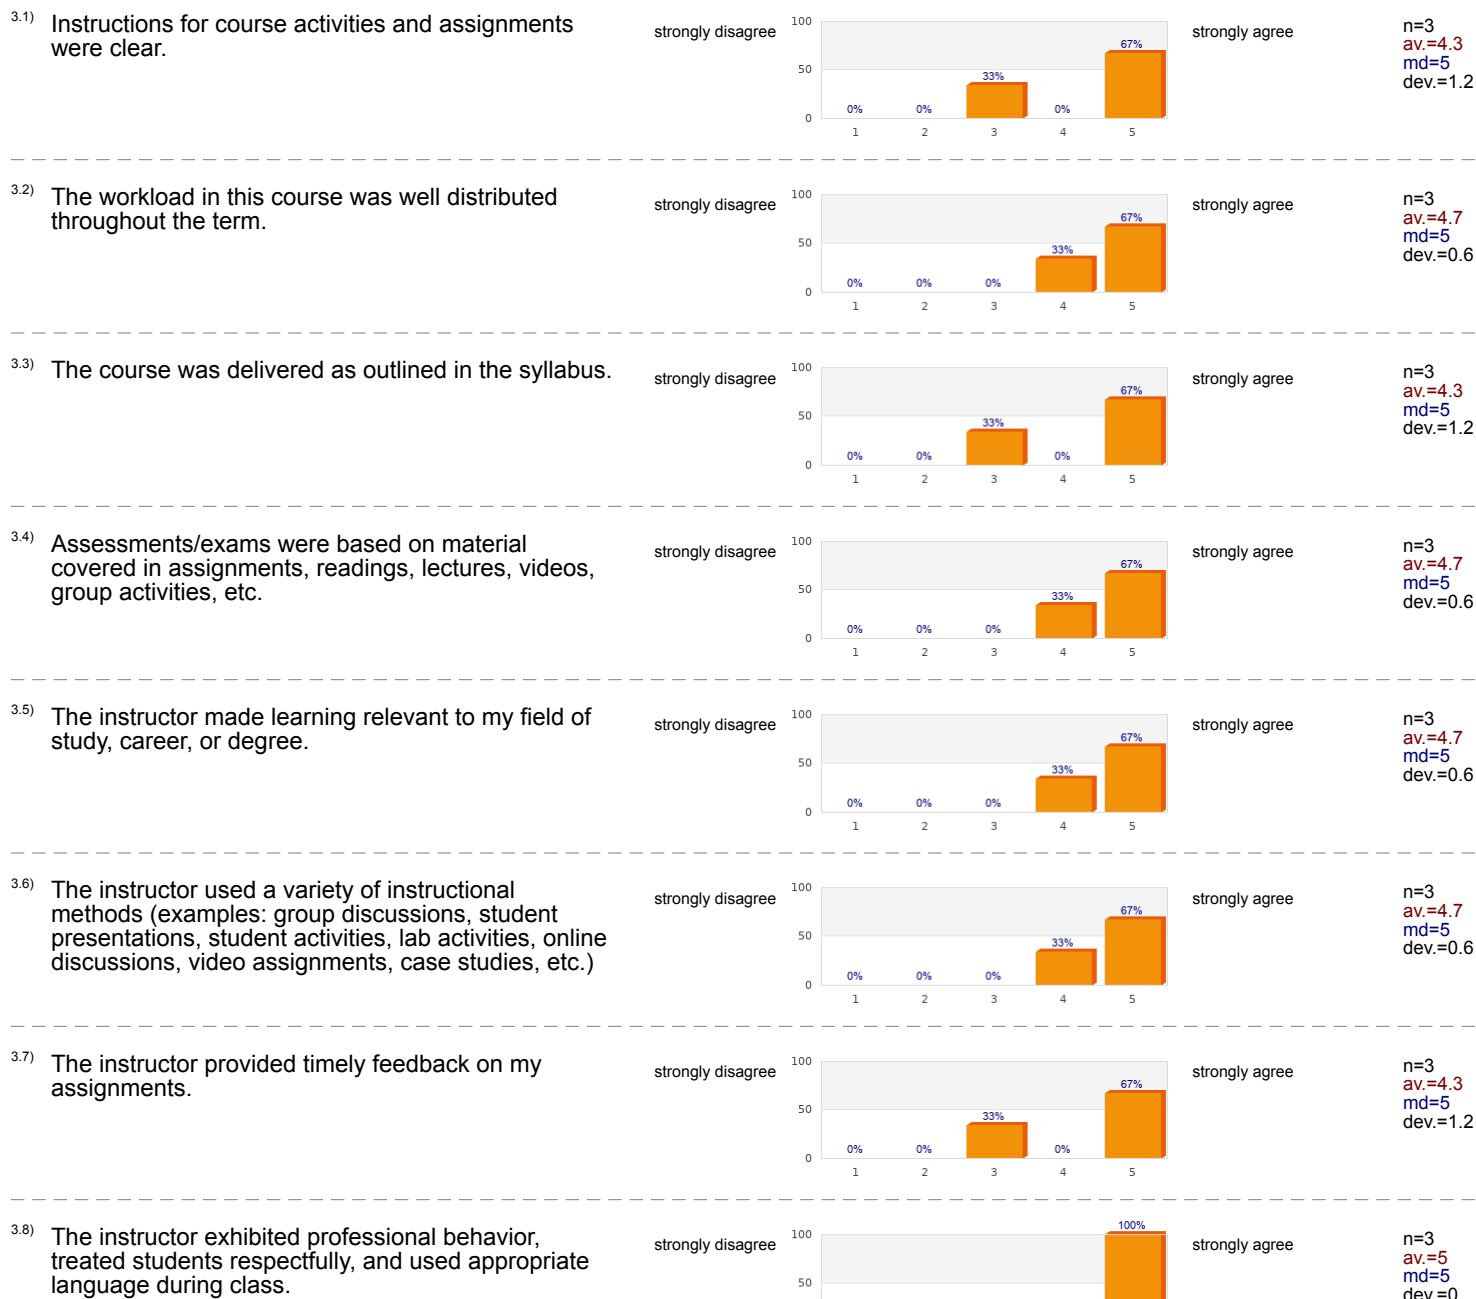 3.1) Instructions for course activities and assignments
were clear.
strongly disagree
100
50
0
0%
0%
33%
0%
67%
1 2 3 4 5
strongly agree
n=3
av.=4.3
md=5
dev.=1.2
3.2) The workload in this course was well distributed
throughout the term.
strongly disagree
100
50
0
0%
0%
0%
33%
67%
1 2 3 4 5
strongly agree
n=3
av.=4.7
md=5
dev.=0.6
3.3) The course was delivered as outlined in the syllabus.
strongly disagree
100
50
0
0%
0%
33%
0%
67%
1 2 3 4 5
strongly agree
n=3
av.=4.3
md=5
dev.=1.2
3.4) Assessments/exams were based on material
covered in assignments, readings, lectures, videos,
group activities, etc.
strongly disagree
100
50
0
0%
0%
0%
33%
67%
1 2 3 4 5
strongly agree
n=3
av.=4.7
md=5
dev.=0.6
3.5) The instructor made learning relevant to my field of
study, career, or degree.
strongly disagree
100
50
0
0%
0%
0%
33%
67%
1 2 3 4 5
strongly agree
n=3
av.=4.7
md=5
dev.=0.6
3.6) The instructor used a variety of instructional
methods (examples: group discussions, student
presentations, student activities, lab activities, online
discussions, video assignments, case studies, etc.)
strongly disagree
100
50
0
0%
0%
0%
33%
67%
1 2 3 4 5
strongly agree
n=3
av.=4.7
md=5
dev.=0.6
3.7) The instructor provided timely feedback on my
assignments.
strongly disagree
100
50
0
0%
0%
33%
0%
67%
1 2 3 4 5
strongly agree
n=3
av.=4.3
md=5
dev.=1.2
3.8) The instructor exhibited professional behavior,
treated students respectfully, and used appropriate
language during class.
strongly disagree
100
50
100%
strongly agree
n=3
av.=5
md=5
dev.=0